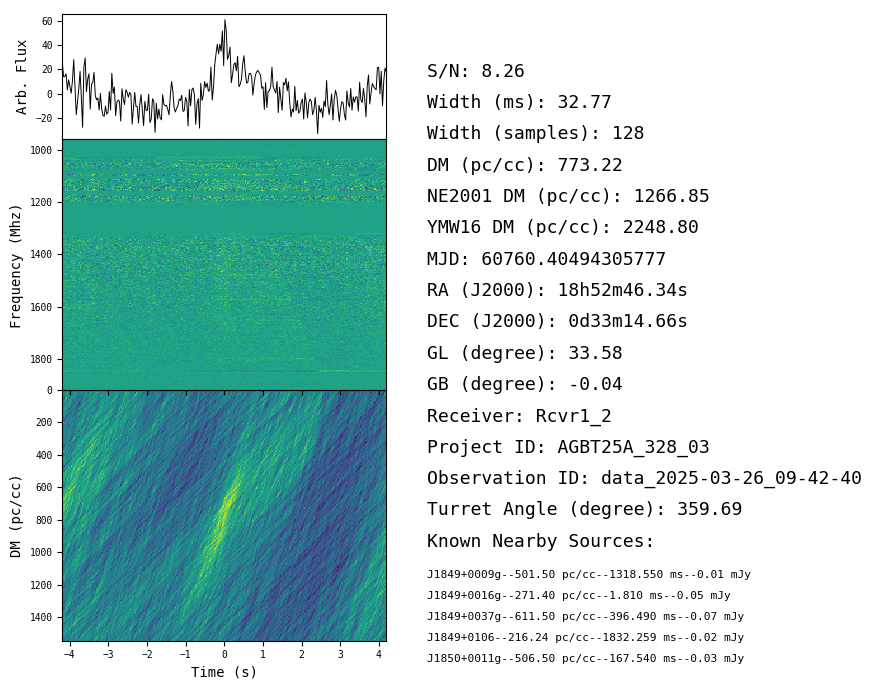 60
40
20
0
−20
Arb. Flux
1000
1200
1400
1600
1800
Frequency (Mhz)
0
200
400
600
800
1000
1200
1400
DM (pc/cc)
−4 −3 −2 −1 0 1 2 3 4
Time (s)
S/N: 8.26
Width (ms): 32.77
Width (samples): 128
DM (pc/cc): 773.22
NE2001 DM (pc/cc): 1266.85
YMW16 DM (pc/cc): 2248.80
MJD: 60760.40494305777
RA (J2000): 18h52m46.34s
DEC (J2000): 0d33m14.66s
GL (degree): 33.58
GB (degree): -0.04
Receiver: Rcvr1_2
Project ID: AGBT25A_328_03
Observation ID: data_2025-03-26_09-42-40
Turret Angle (degree): 359.69
Known Nearby Sources:
J1849+0009g--501.50 pc/cc--1318.550 ms--0.01 mJy
J1849+0016g--271.40 pc/cc--1.810 ms--0.05 mJy
J1849+0037g--611.50 pc/cc--396.490 ms--0.07 mJy
J1849+0106--216.24 pc/cc--1832.259 ms--0.02 mJy
J1850+0011g--506.50 pc/cc--167.540 ms--0.03 mJy